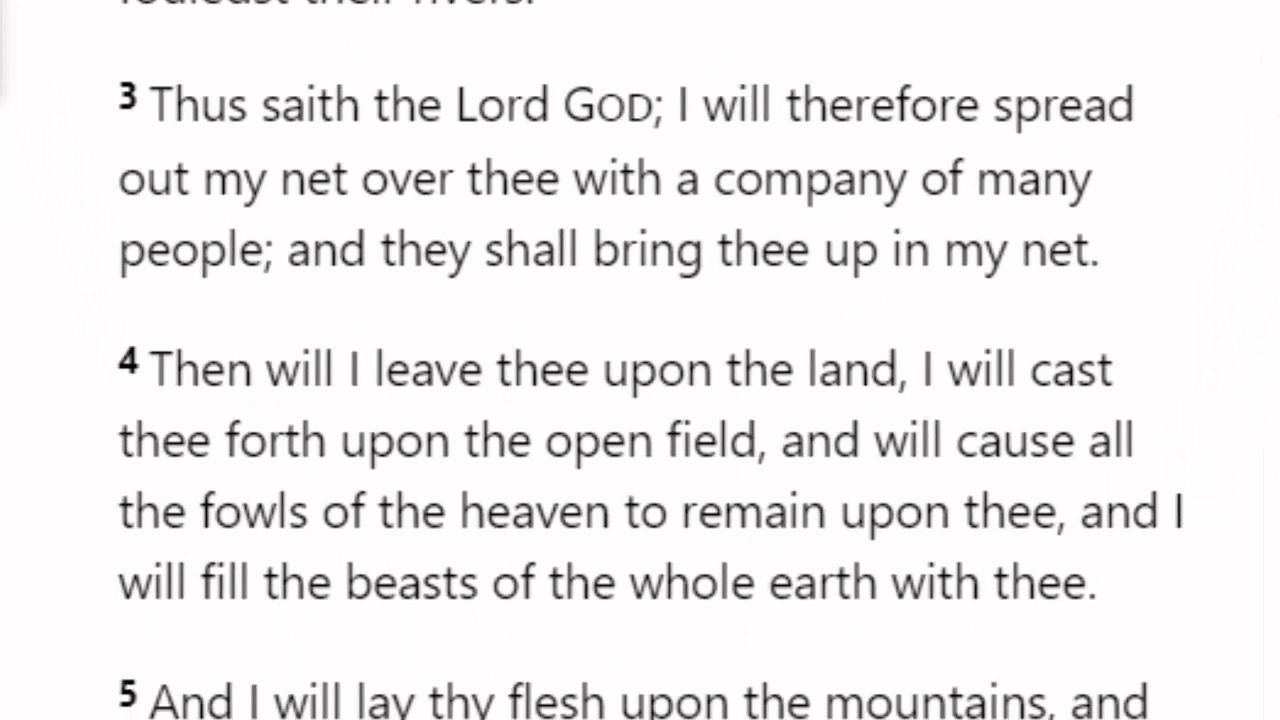 fouledst their rivers.
3 Thus saith the Lord GOD; I will therefore spread
out my net over thee with a company of many
people; and they shall bring thee up in my net.
4 Then will I leave thee upon the land, I will cast
thee forth upon the open field, and will cause all
the fowls of the heaven to remain upon thee, and I
will fill the beasts of the whole earth with thee.
5 And I will lay thy flesh upon the mountains, and